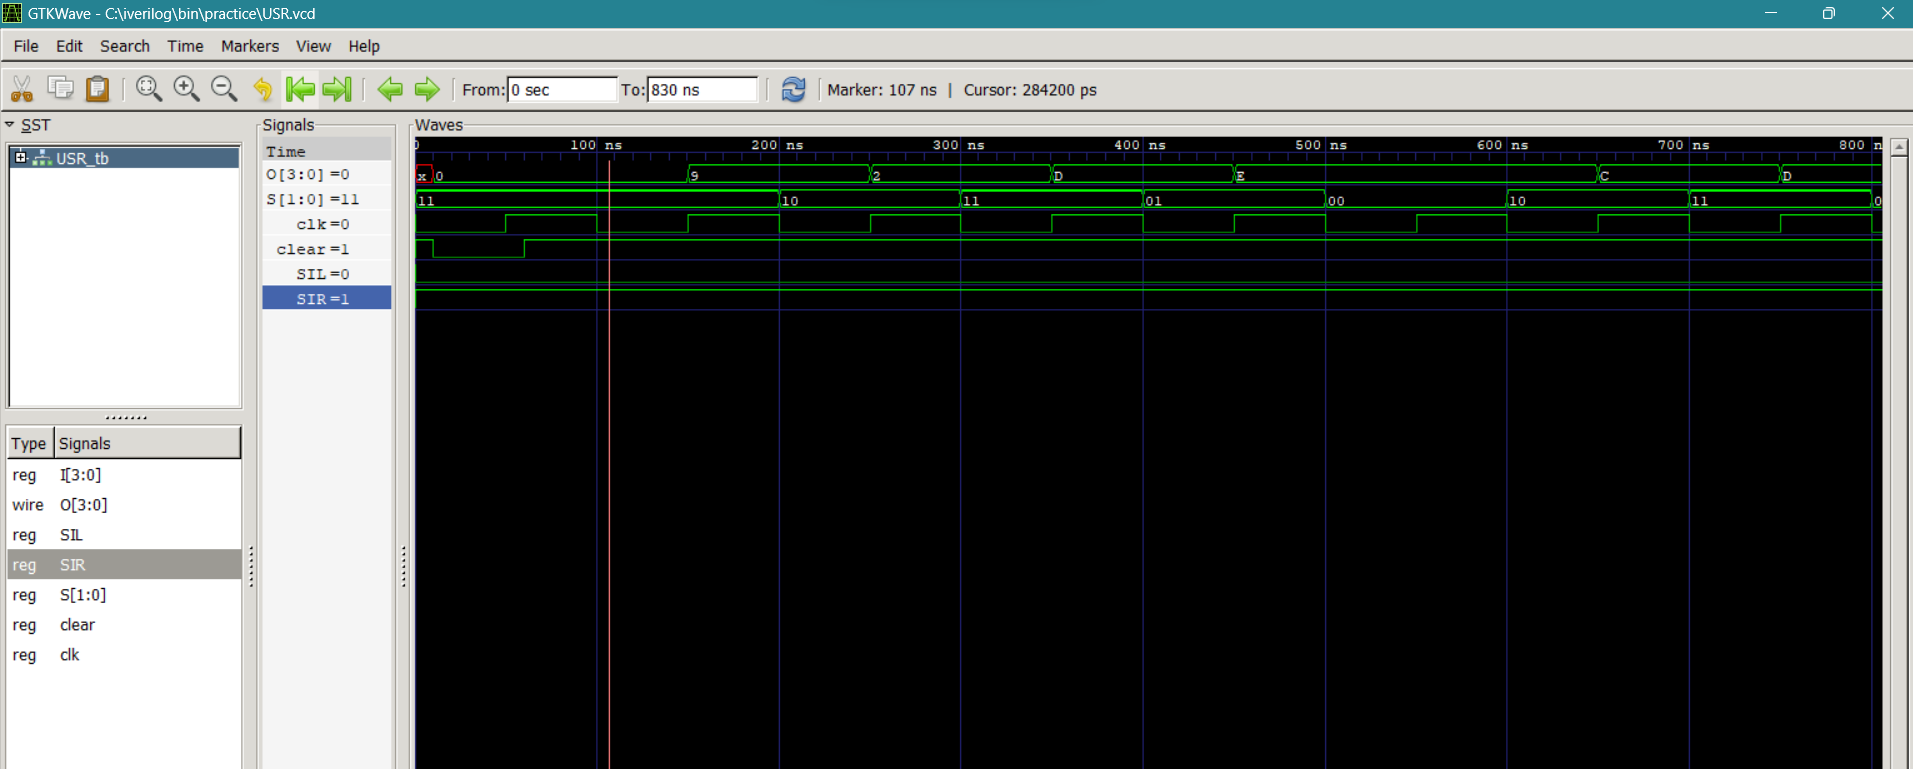 GTKWave - C:\iverilog\bin\practice\USR.vcd
File Edit Search Time Markers View Help
From: 0 sec To: 830 ns Marker: 107 ns | Cursor: 284200 ps
SST
USR_tb
Type Signals
reg I[3:0]
wire O[3:0]
reg SIL
reg SIR
reg S[1:0]
reg clear
reg clk
Signals
Time
O[3:0] =0
S[1:0] =11
clk =0
clear =1
SIL =0
SIR =1
Waves
0 100 ns 200 ns 300 ns 400 ns 500 ns 600 ns 700 ns 800 n
x 0 9 2 D E C D
11 10 11 01 00 10 11 0